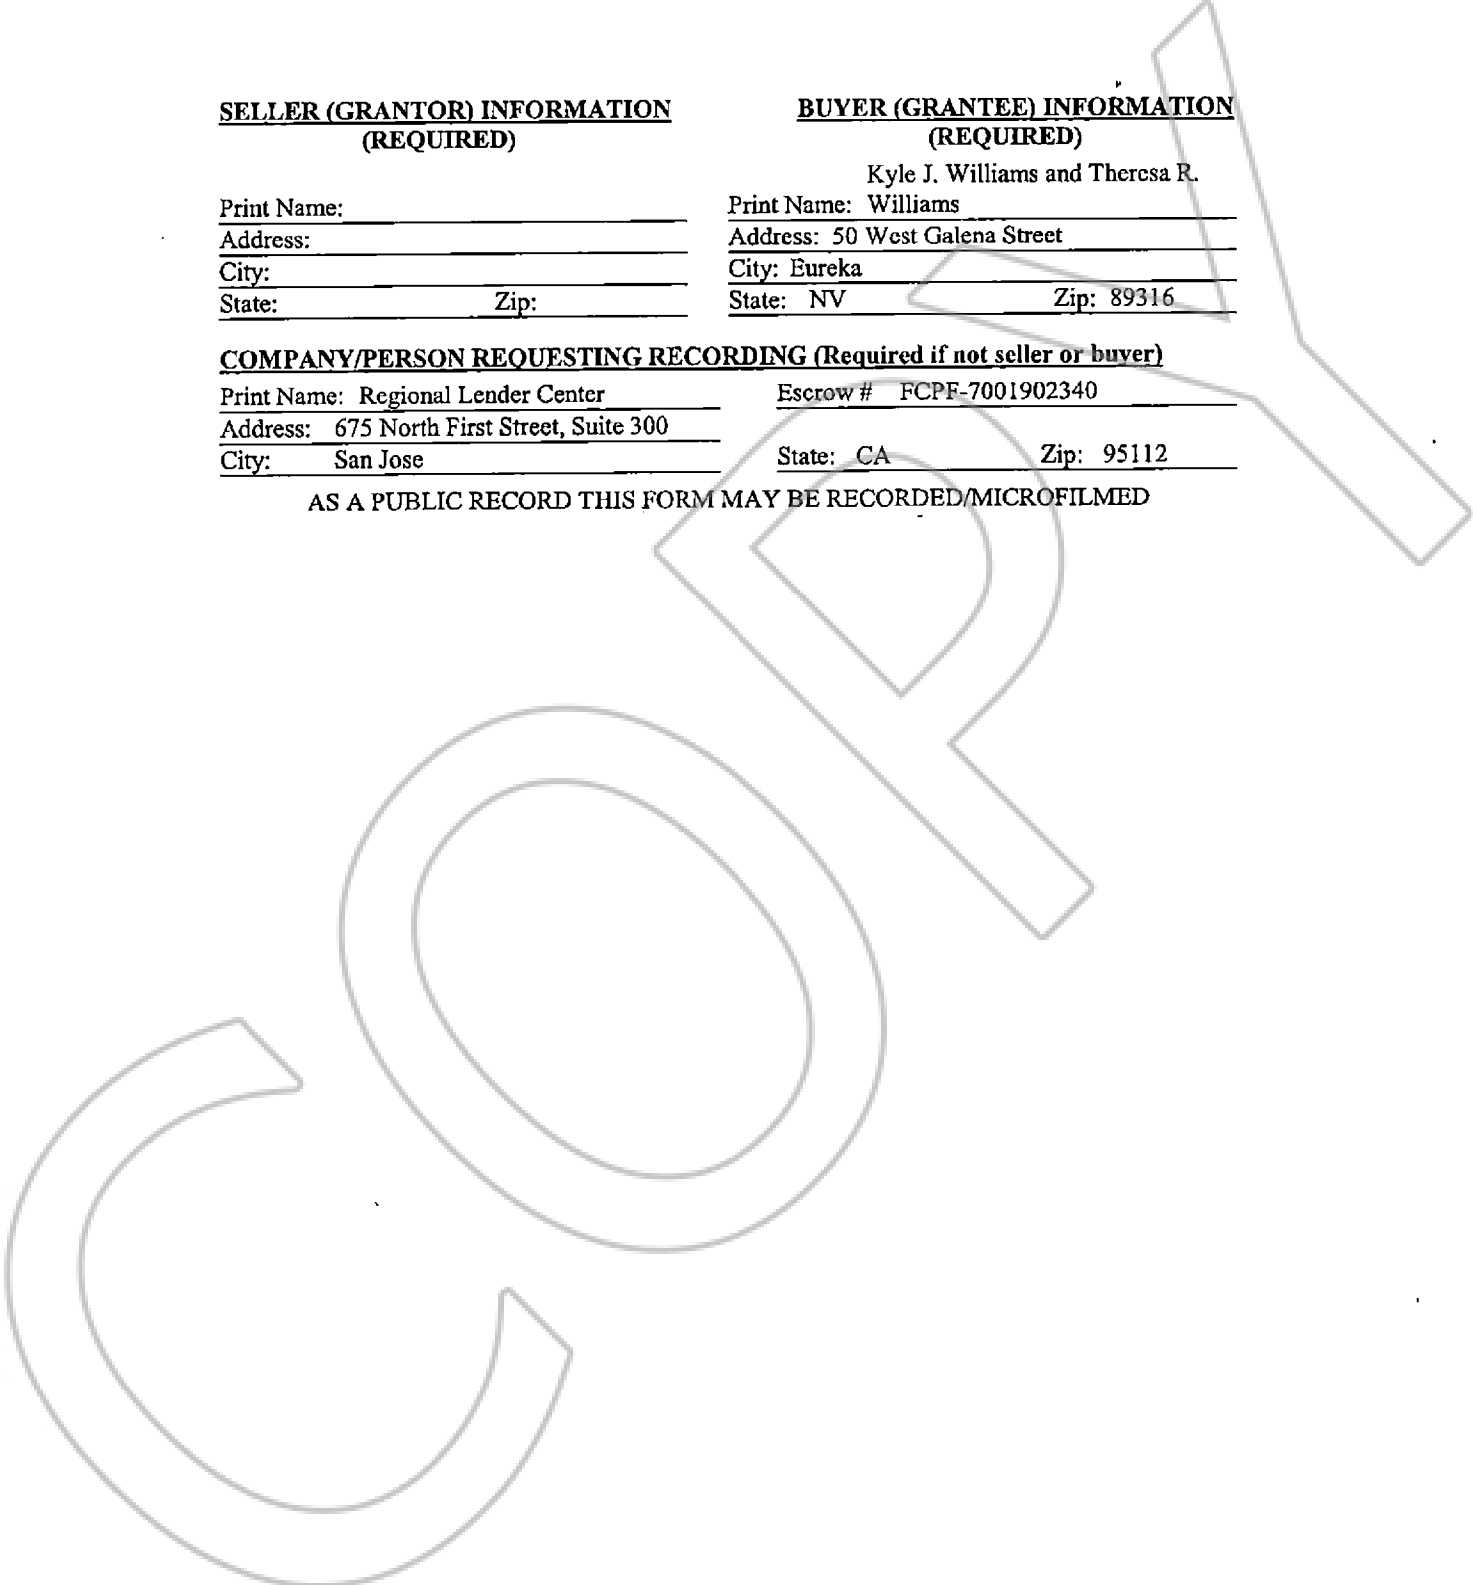 SELLER (GRANTOR) INFORMATION
(REQUIRED)
Print Name:
Address:
City:
State: Zip:
BUYER (GRANTEE) INFORMATION
(REQUIRED)
Kyle J. Williams and Theresa R.
Print Name: Williams
Address: 50 West Galena Street
City: Eureka
State: NV Zip: 89316
COMPANY/PERSON REQUESTING RECORDING (Required if not seller or buyer)
Print Name: Regional Lender Center Escrow # FCPF-7001902340
Address: 675 North First Street, Suite 300
City: San Jose State: CA Zip: 95112
AS A PUBLIC RECORD THIS FORM MAY BE RECORDED/MICROFILMED
COPY